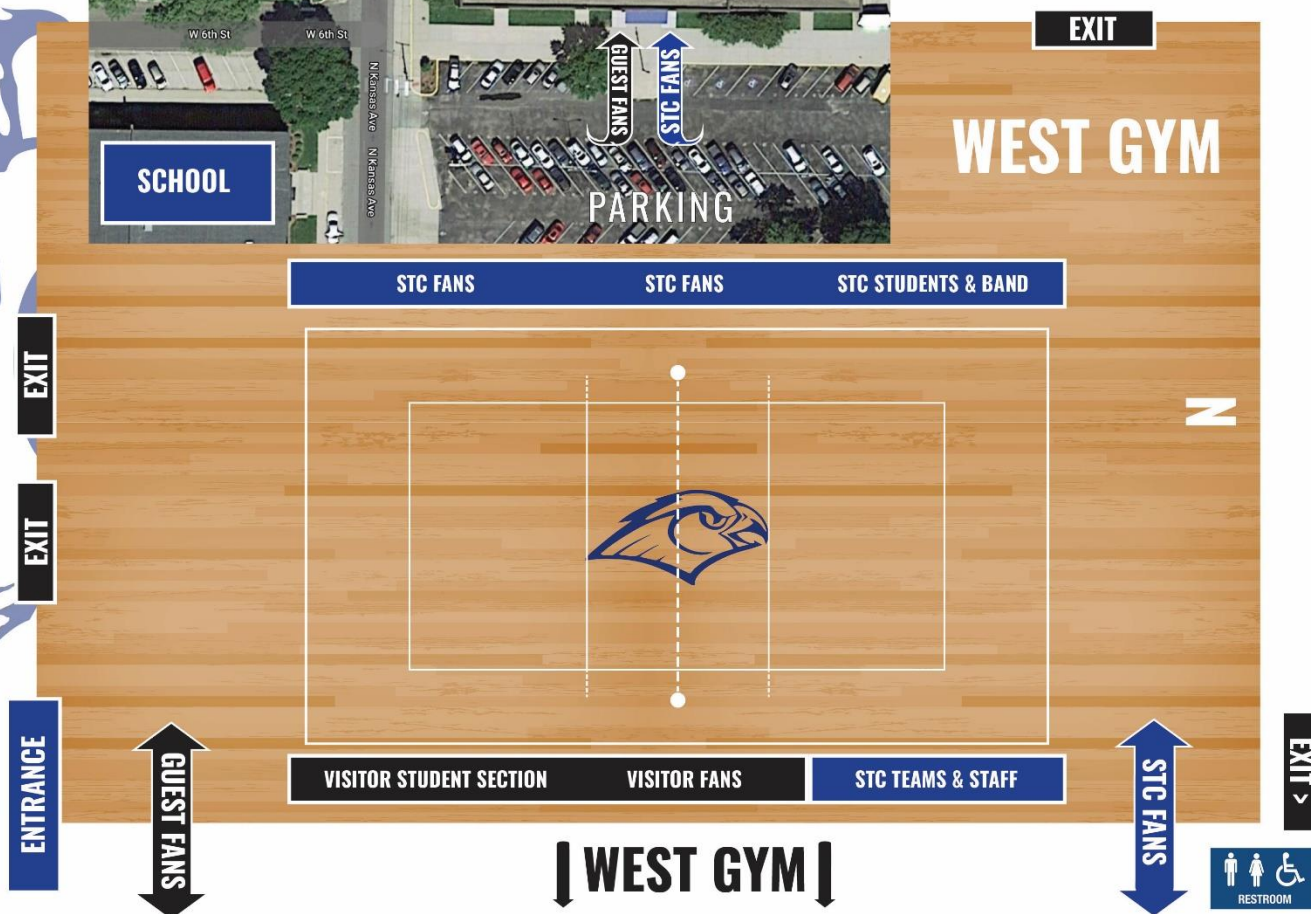 W 6th St
W 6th St
N Kansas Ave
N Kansas Ave
GUEST FANS
STC FANS
SCHOOL
PARKING
EXIT
WEST GYM
STC FANS
STC FANS
STC STUDENTS & BAND
EXIT
N
EXIT
ENTRANCE
GUEST FANS
VISITOR STUDENT SECTION
VISITOR FANS
STC TEAMS & STAFF
STC FANS
EXIT >
WEST GYM
RESTROOM